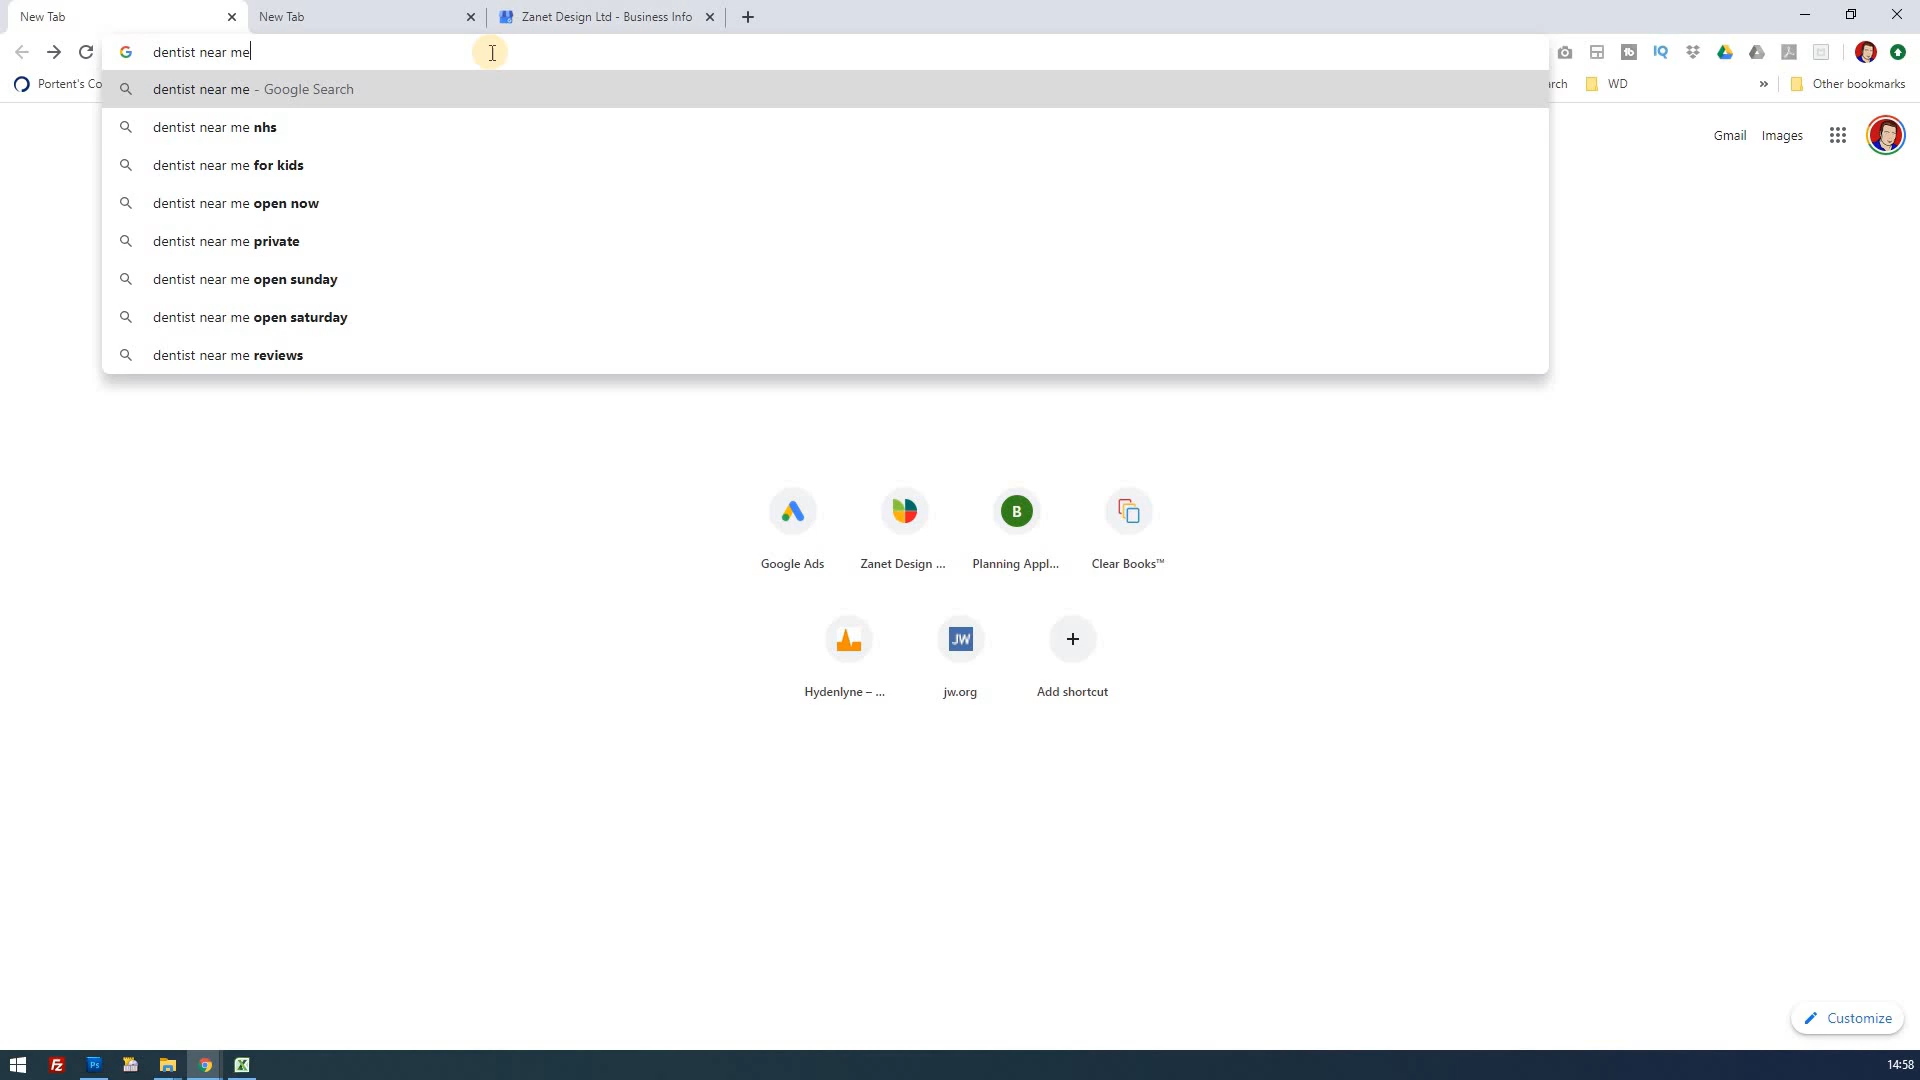 New Tab
New Tab
Zanet Design Ltd - Business Info
dentist near me
Portent's Co
arch
WD
»
Other bookmarks
dentist near me - Google Search
dentist near me nhs
dentist near me for kids
dentist near me open now
dentist near me private
dentist near me open sunday
dentist near me open saturday
dentist near me reviews
Gmail
Images
B
Google Ads
Zanet Design ...
Planning Appl...
Clear Books™
JW
Hydenlyne – ...
jw.org
Add shortcut
Customize
Fz
Ps
14:58